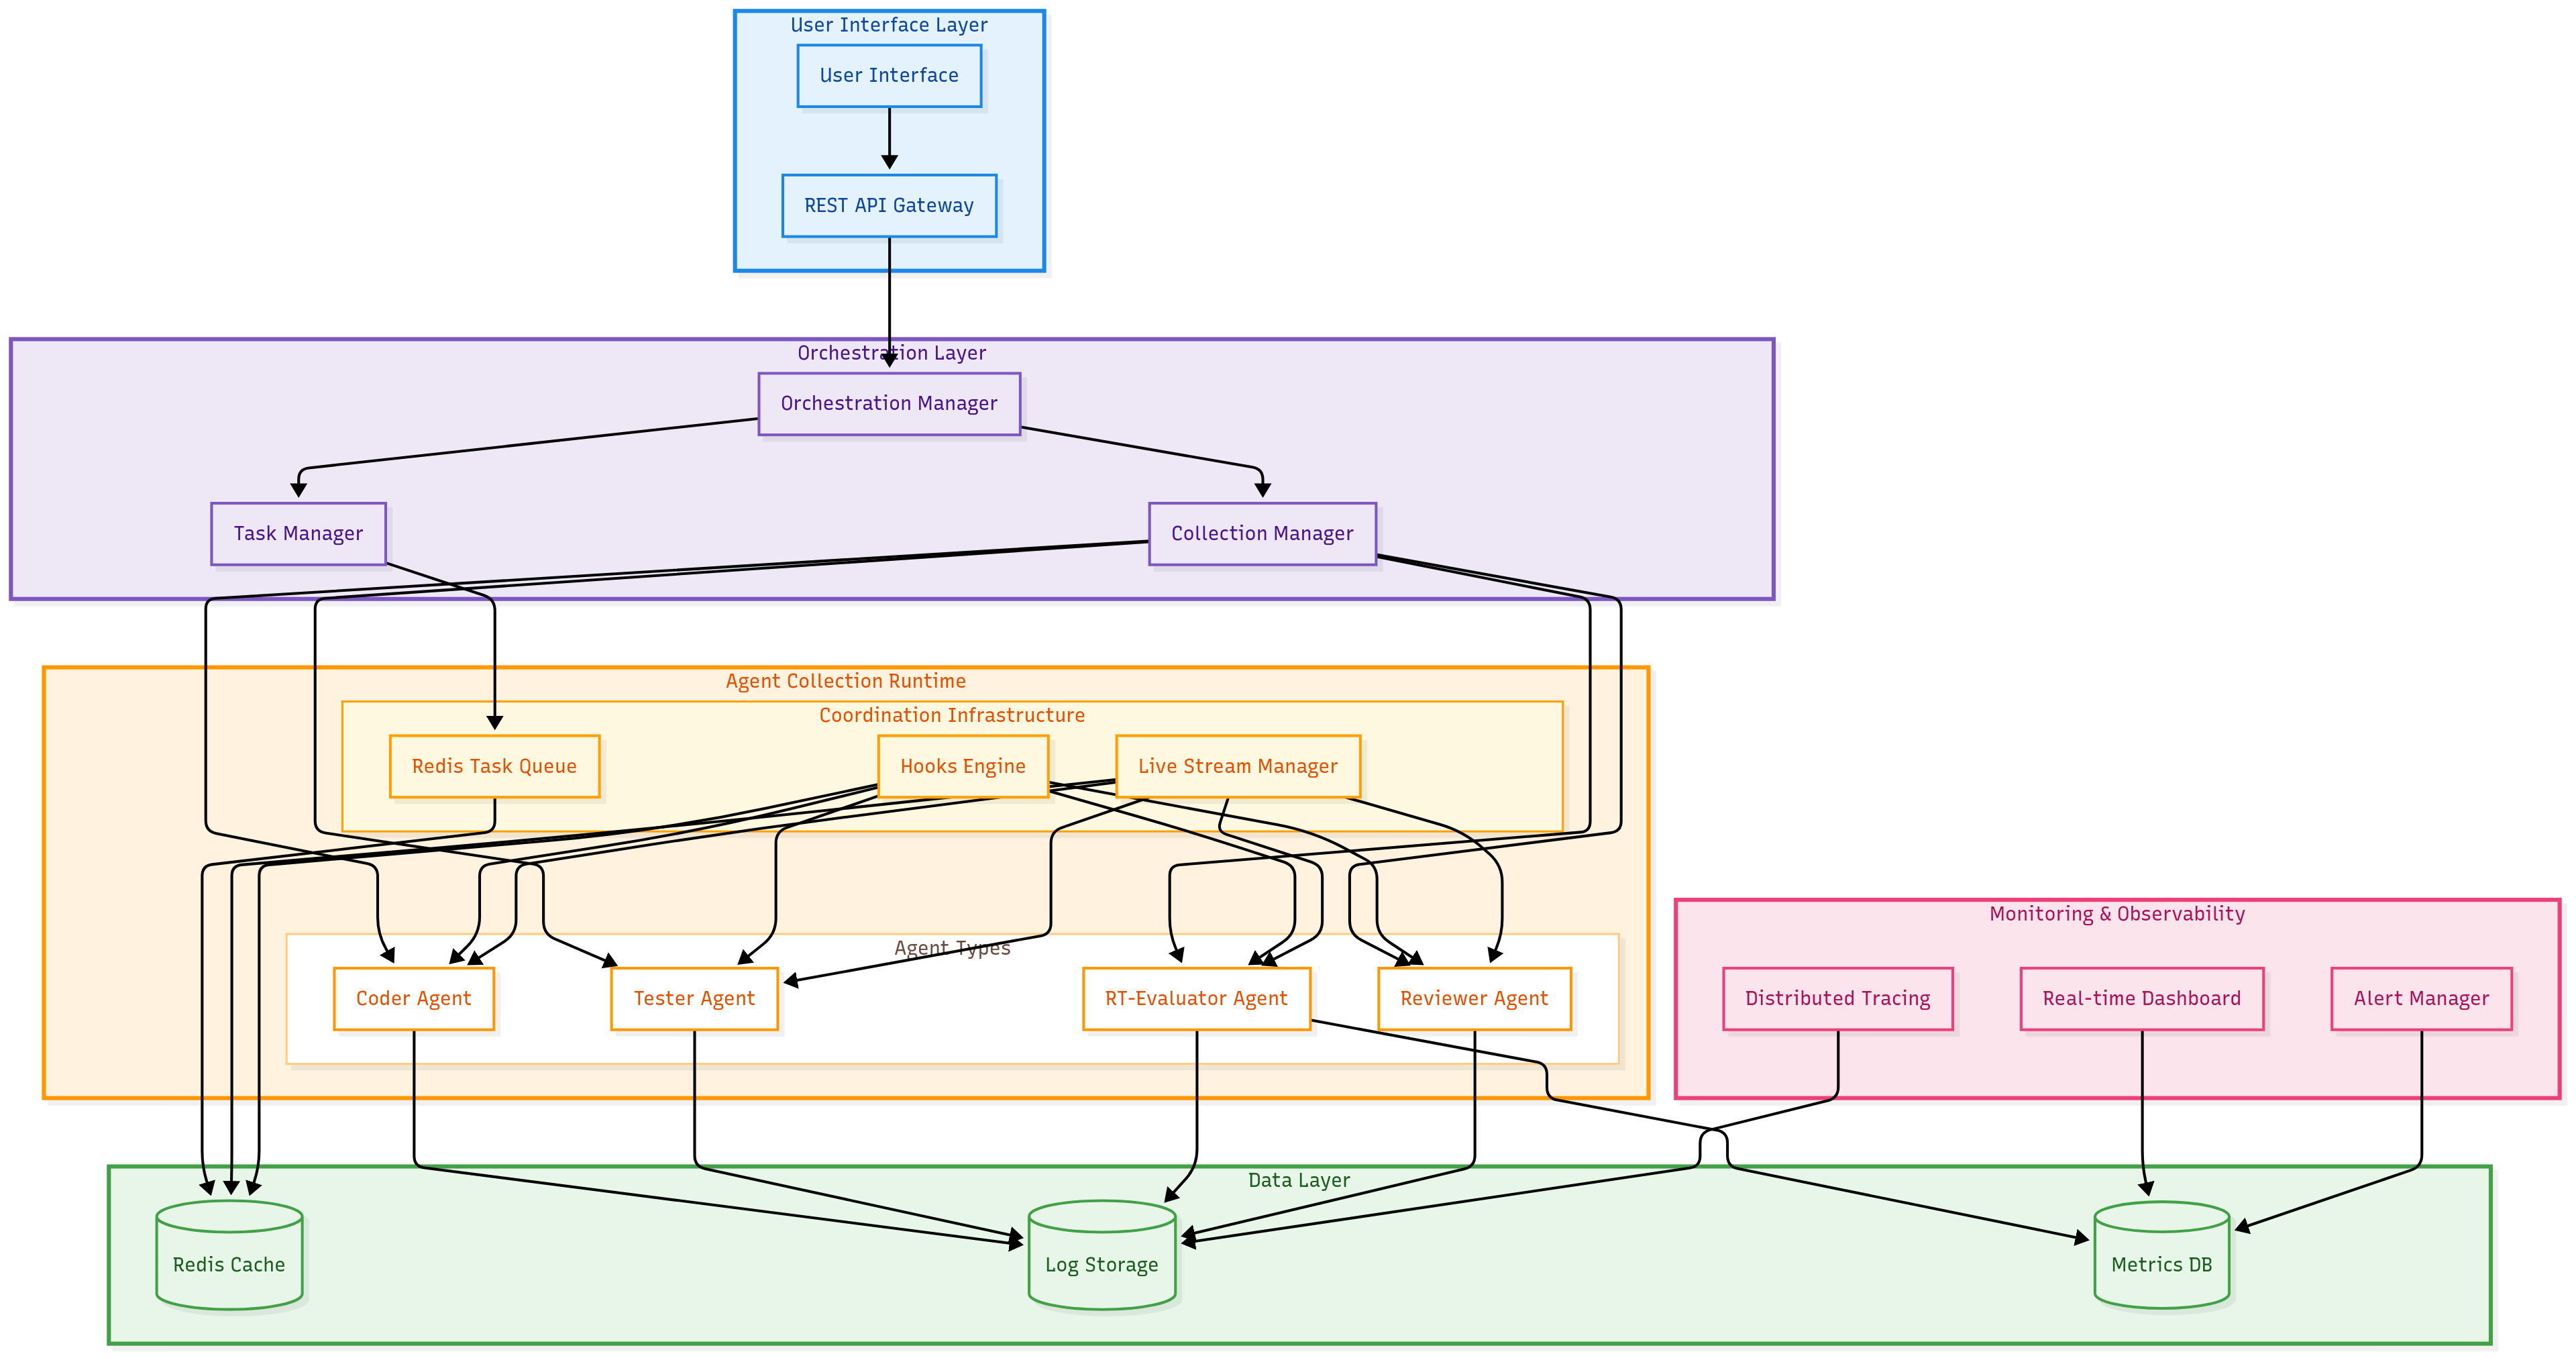 User Interface Layer
User Interface
REST API Gateway
Orchestration Layer
Orchestration Manager
Task Manager
Collection Manager
Agent Collection Runtime
Coordination Infrastructure
Redis Task Queue
Hooks Engine
Live Stream Manager
Agent Types
Coder Agent
Tester Agent
RT-Evaluator Agent
Reviewer Agent
Monitoring & Observability
Distributed Tracing
Real-time Dashboard
Alert Manager
Data Layer
Redis Cache
Log Storage
Metrics DB